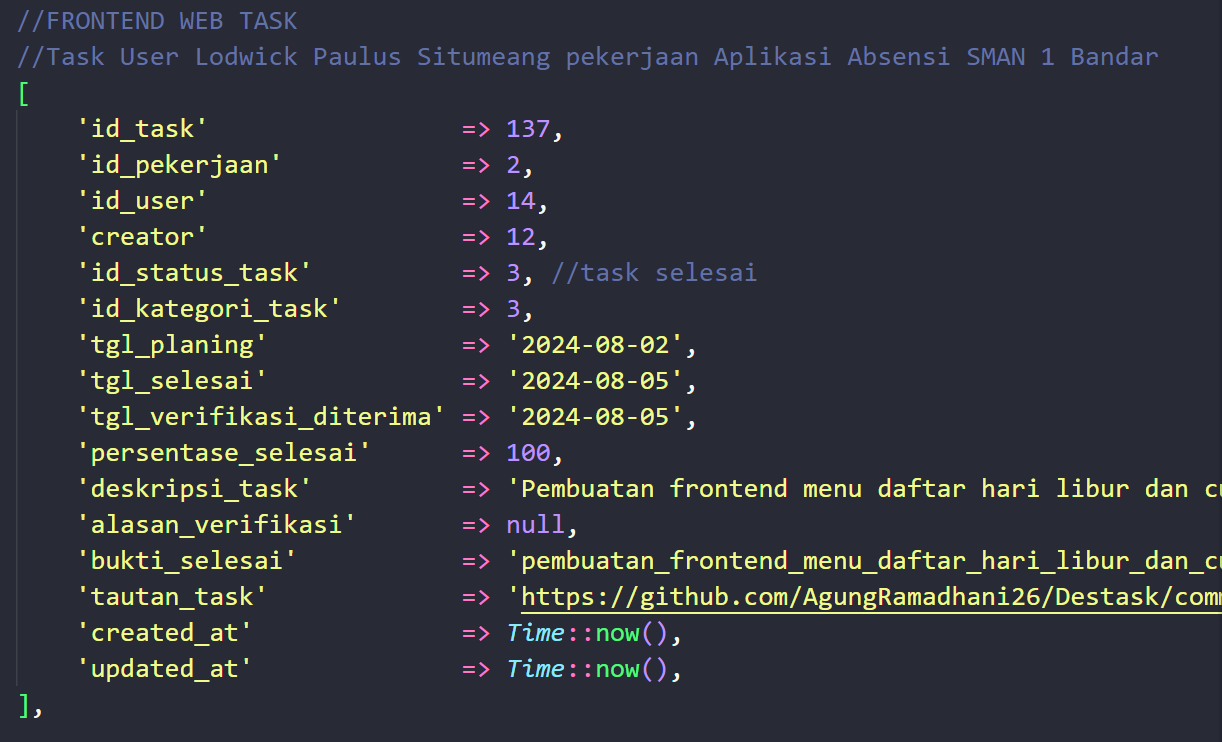 //FRONTEND WEB TASK
//Task User Lodwick Paulus Situmeang pekerjaan Aplikasi Absensi SMAN 1 Bandar
[
'id_task' => 137,
'id_pekerjaan' => 2,
'id_user' => 14,
'creator' => 12,
'id_status_task' => 3, //task selesai
'id_kategori_task' => 3,
'tgl_planing' => '2024-08-02',
'tgl_selesai' => '2024-08-05',
'tgl_verifikasi_diterima' => '2024-08-05',
'persentase_selesai' => 100,
'deskripsi_task' => 'Pembuatan frontend menu daftar hari libur dan
'alasan_verifikasi' => null,
'bukti_selesai' => 'pembuatan_frontend_menu_daftar_hari_libur_dan_
'tautan_task' => 'https://github.com/AgungRamadhani26/Destask/
'created_at' => Time::now(),
'updated_at' => Time::now(),
],